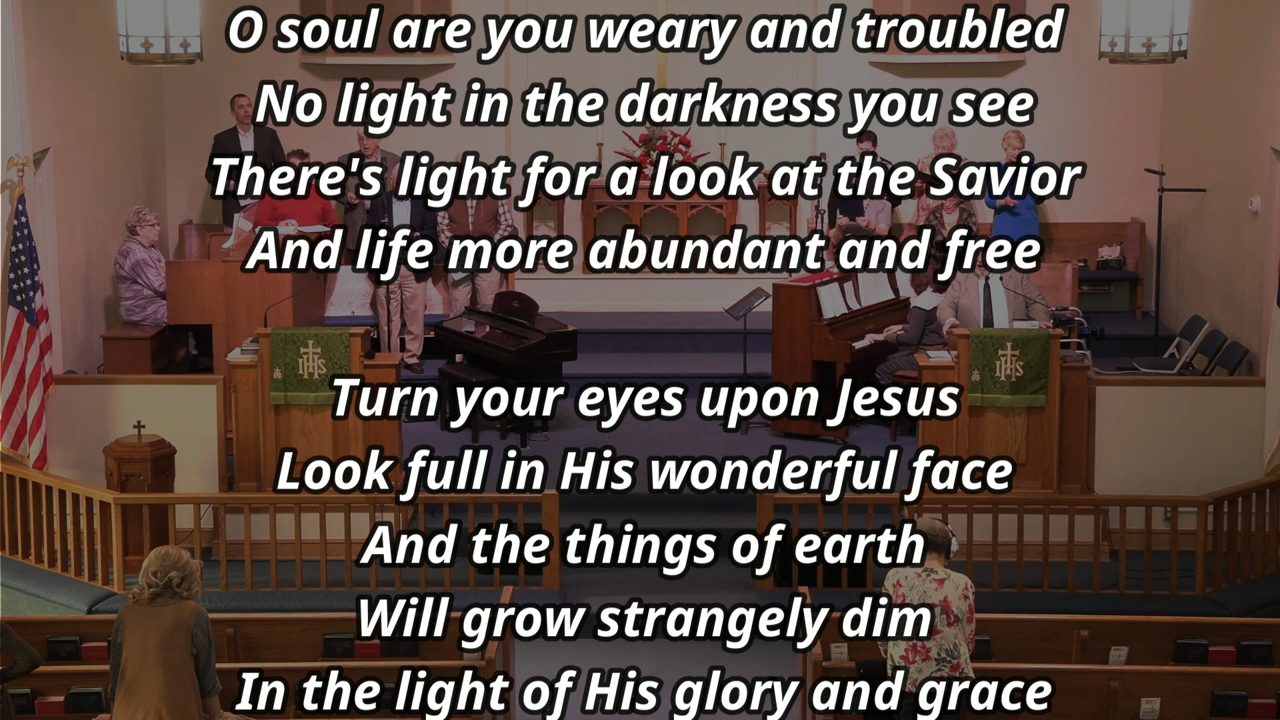 O soul are you weary and troubled
No light in the darkness you see
There's light for a look at the Savior
And life more abundant and free
Turn your eyes upon Jesus
Look full in His wonderful face
And the things of earth
Will grow strangely dim
In the light of His glory and grace
IHS
IHS